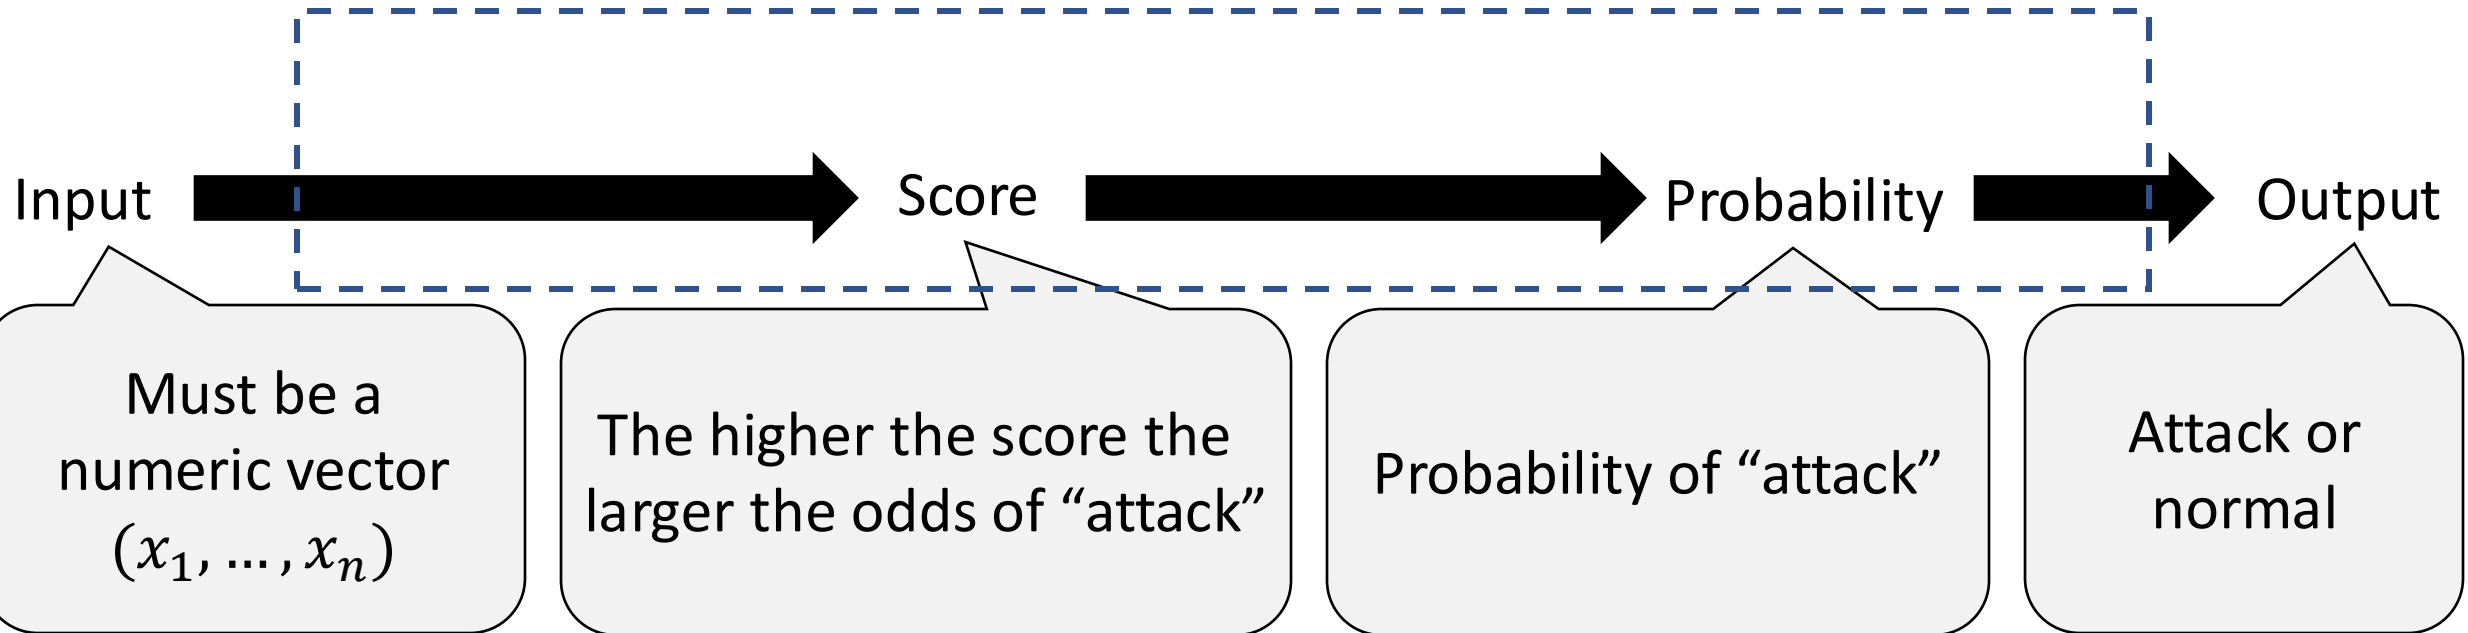 Input
Score
Probability
Output
Must be a
numeric vector
(x₁, … , xₙ)
The higher the score the
larger the odds of “attack”
Probability of “attack”
Attack or
normal